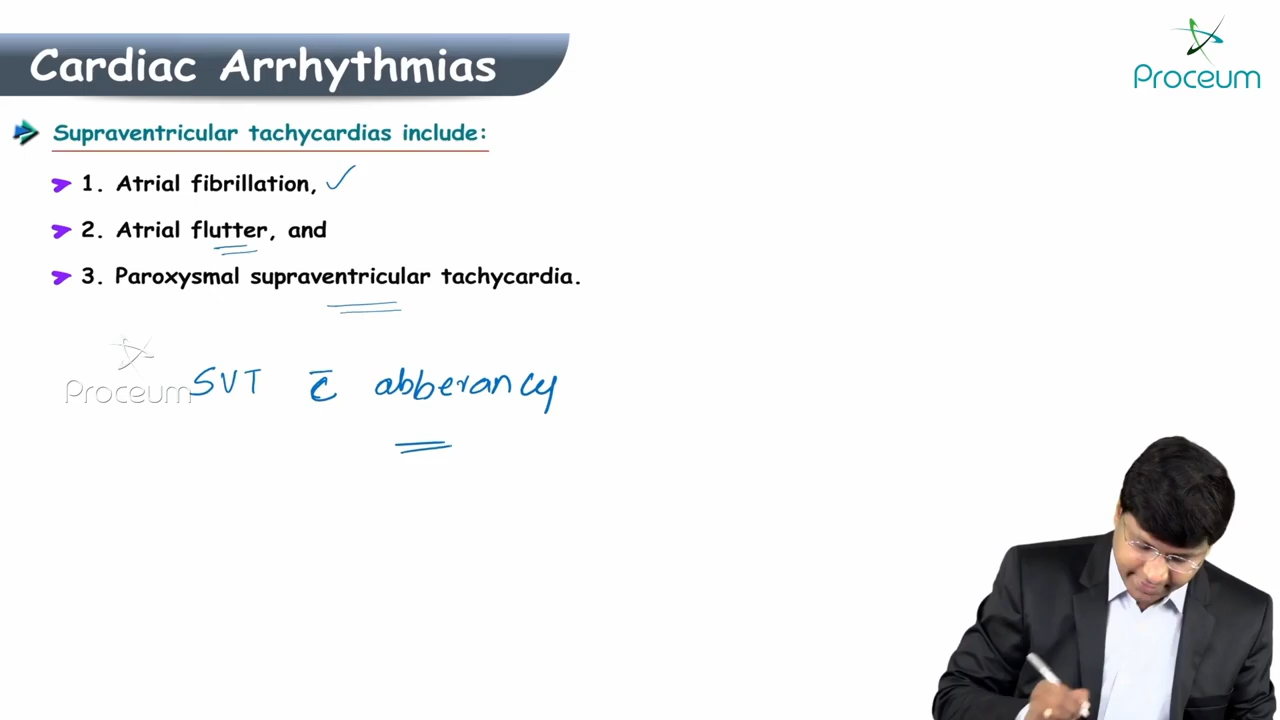 Proceum
Cardiac Arrhythmias
Supraventricular tachycardias include:
1. Atrial fibrillation,
2. Atrial flutter, and
3. Paroxysmal supraventricular tachycardia.
Proceum
SVT c̄ abberancy